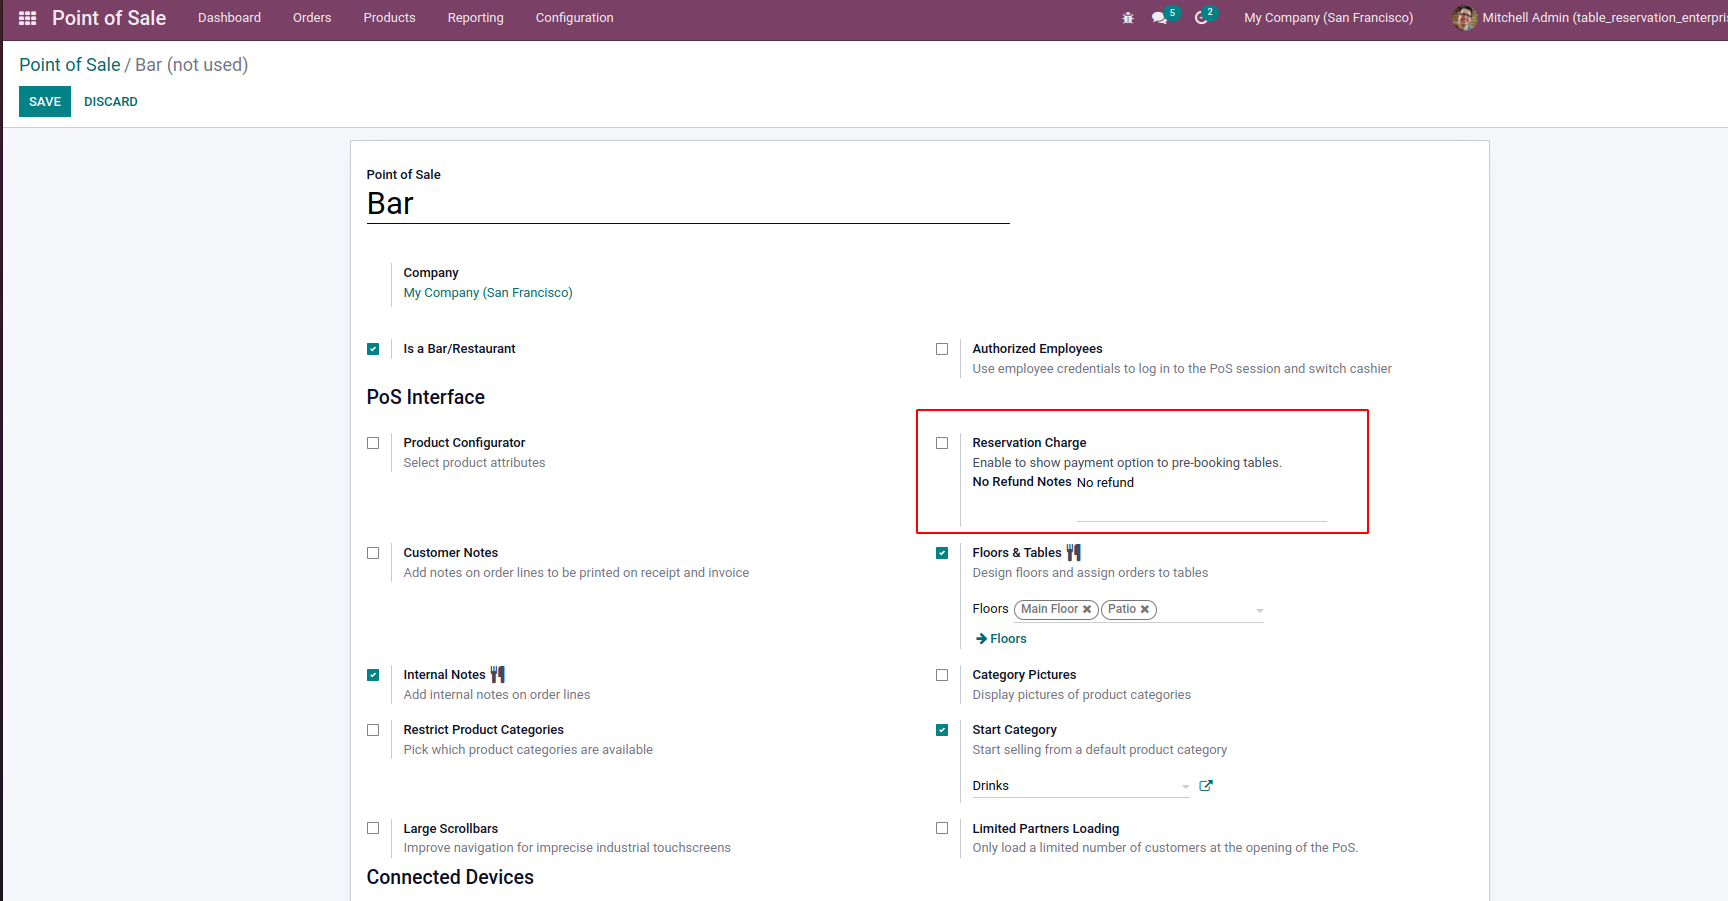 Point of Sale Dashboard Orders Products Reporting Configuration 5 2 My Company (San Francisco) Mitchell Admin (table_reservation_enterpri
Point of Sale / Bar (not used)
SAVE DISCARD
Point of Sale
Bar
Company
My Company (San Francisco)
Is a Bar/Restaurant
Authorized Employees
Use employee credentials to log in to the PoS session and switch cashier
PoS Interface
Product Configurator
Select product attributes
Reservation Charge
Enable to show payment option to pre-booking tables.
No Refund Notes No refund
Customer Notes
Add notes on order lines to be printed on receipt and invoice
Floors & Tables
Design floors and assign orders to tables
Floors Main Floor Patio
Floors
Internal Notes
Add internal notes on order lines
Category Pictures
Display pictures of product categories
Restrict Product Categories
Pick which product categories are available
Start Category
Start selling from a default product category
Drinks
Large Scrollbars
Improve navigation for imprecise industrial touchscreens
Limited Partners Loading
Only load a limited number of customers at the opening of the PoS.
Connected Devices